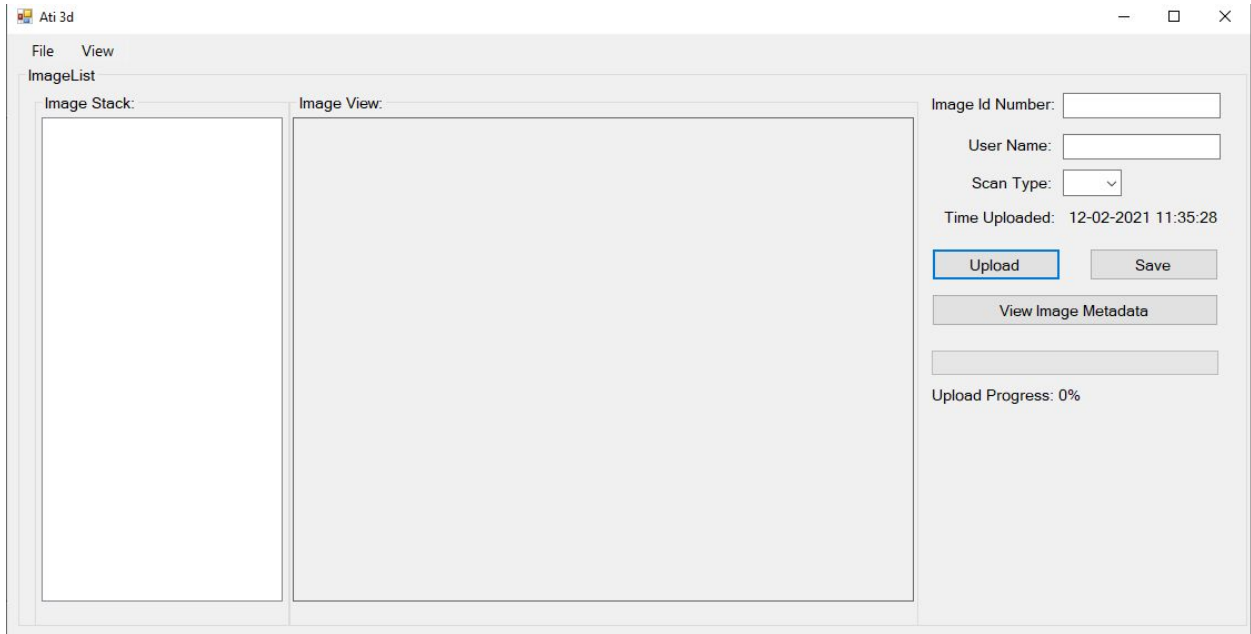 Ati 3d
File View
ImageList
Image Stack:
Image View:
Image Id Number:
User Name:
Scan Type:
Time Uploaded: 12-02-2021 11:35:28
Upload Save
View Image Metadata
Upload Progress: 0%